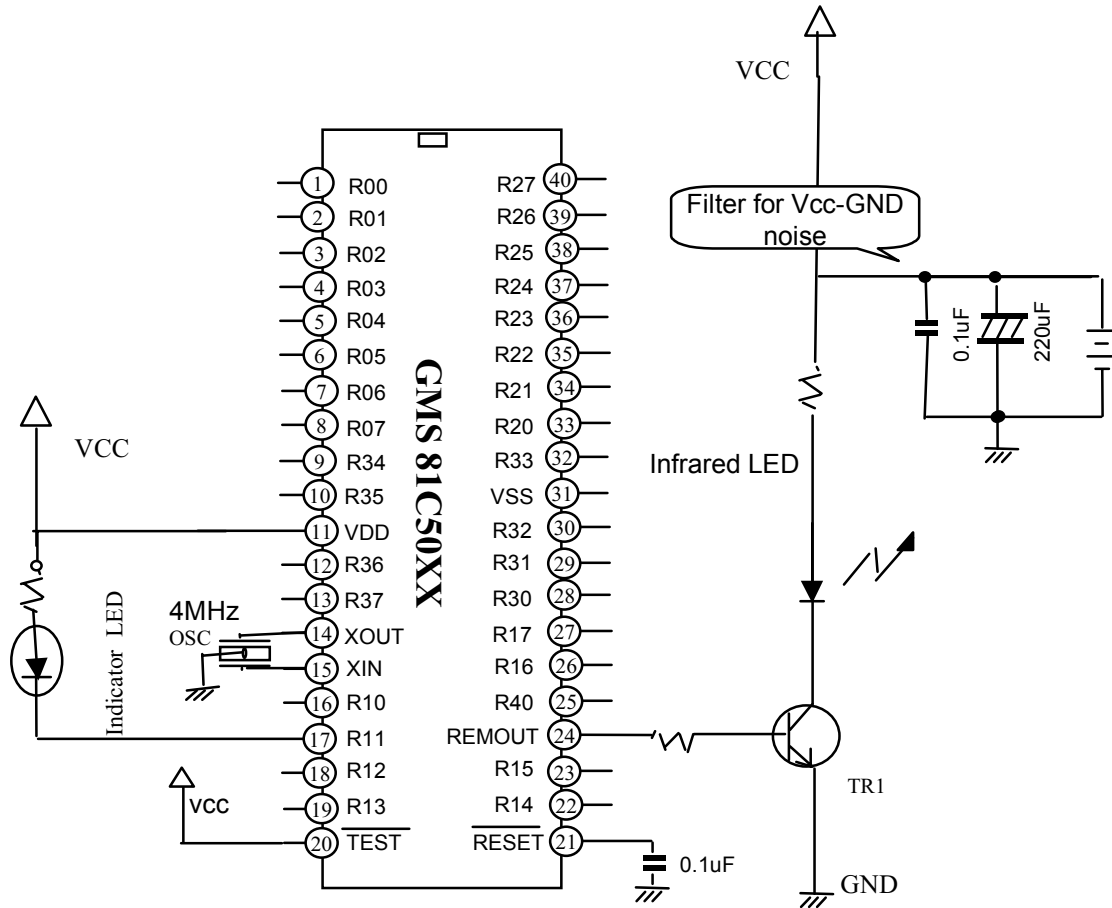 VCC
Filter for Vcc-GND
noise
0.1uF
220uF
Infrared LED
TR1
GND
GMS 81C50XX
1
R00
2
R01
3
R02
4
R03
5
R04
6
R05
7
R06
8
R07
9
R34
10
R35
11
VDD
12
R36
13
R37
14
XOUT
15
XIN
16
R10
17
R11
18
R12
19
R13
20
TEST
R27
40
R26
39
R25
38
R24
37
R23
36
R22
35
R21
34
R20
33
R33
32
VSS
31
R32
30
R31
29
R30
28
R17
27
R16
26
R40
25
REMOUT
24
R15
23
R14
22
RESET
21
0.1uF
VCC
Indicator LED
4MHz
OSC
vcc